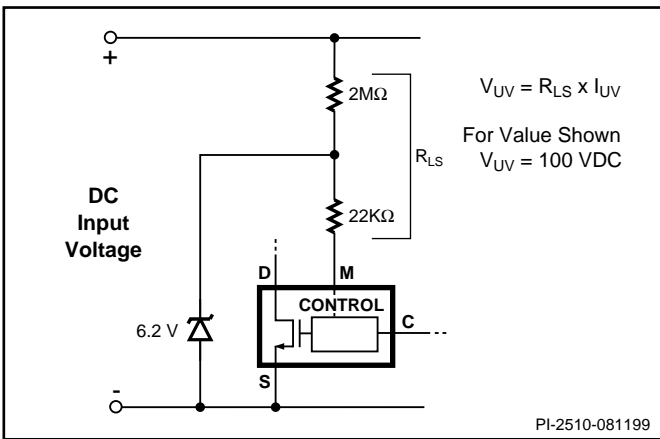 +
2MΩ
V_UV = R_LS x I_UV
For Value Shown
V_UV = 100 VDC
R_LS
DC
Input
Voltage
22KΩ
D
M
CONTROL
C
6.2 V
S
-
PI-2510-081199